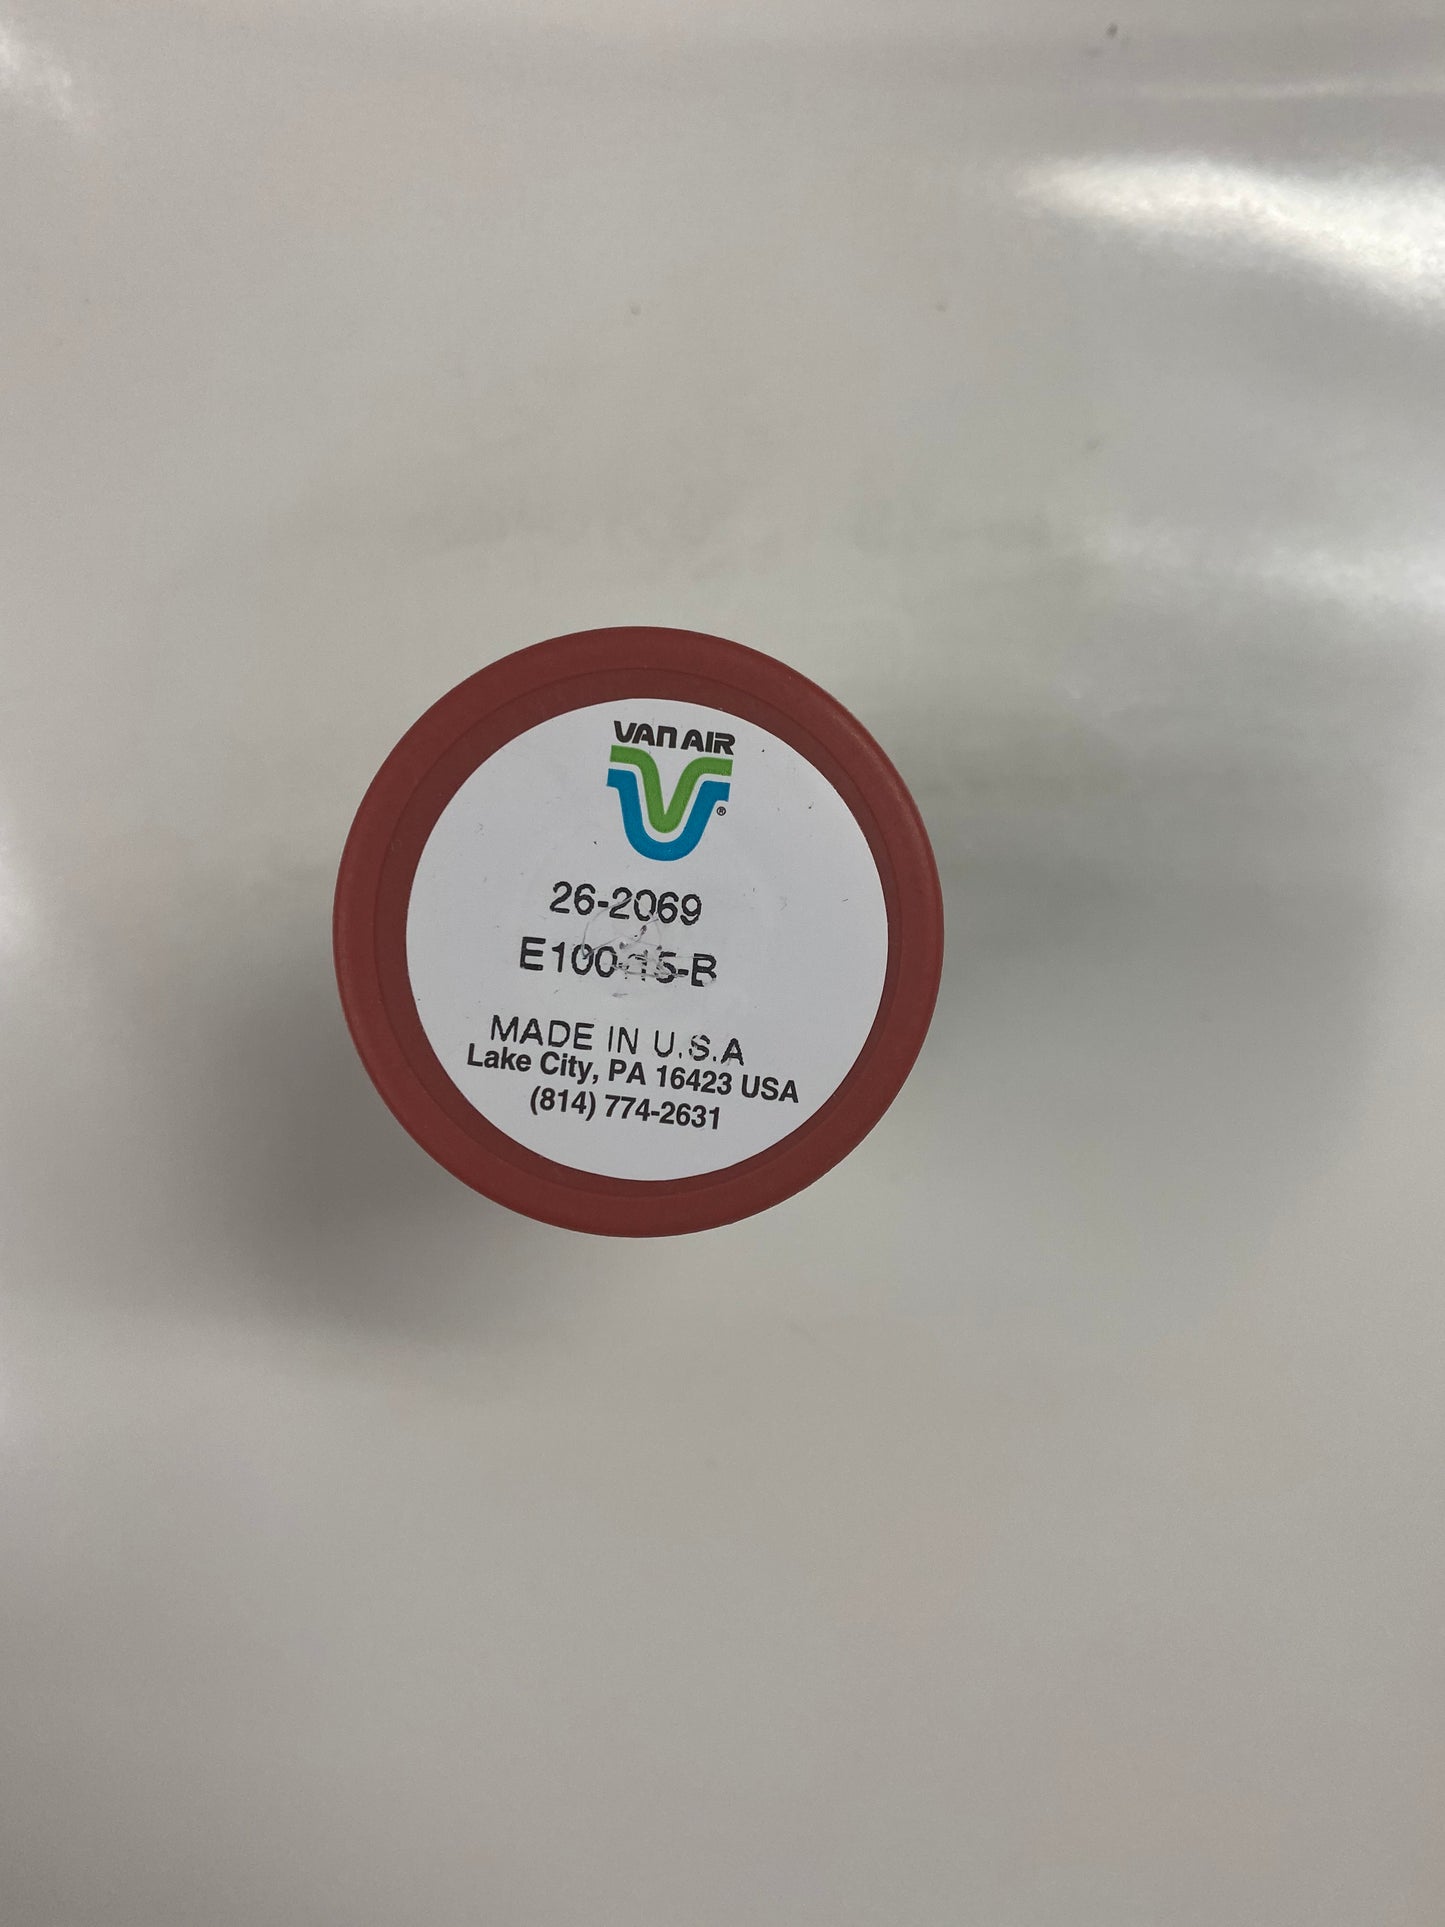 VAN AIR
®
26-2069
E100-15-B
MADE IN U.S.A
Lake City, PA 16423 USA
(814) 774-2631